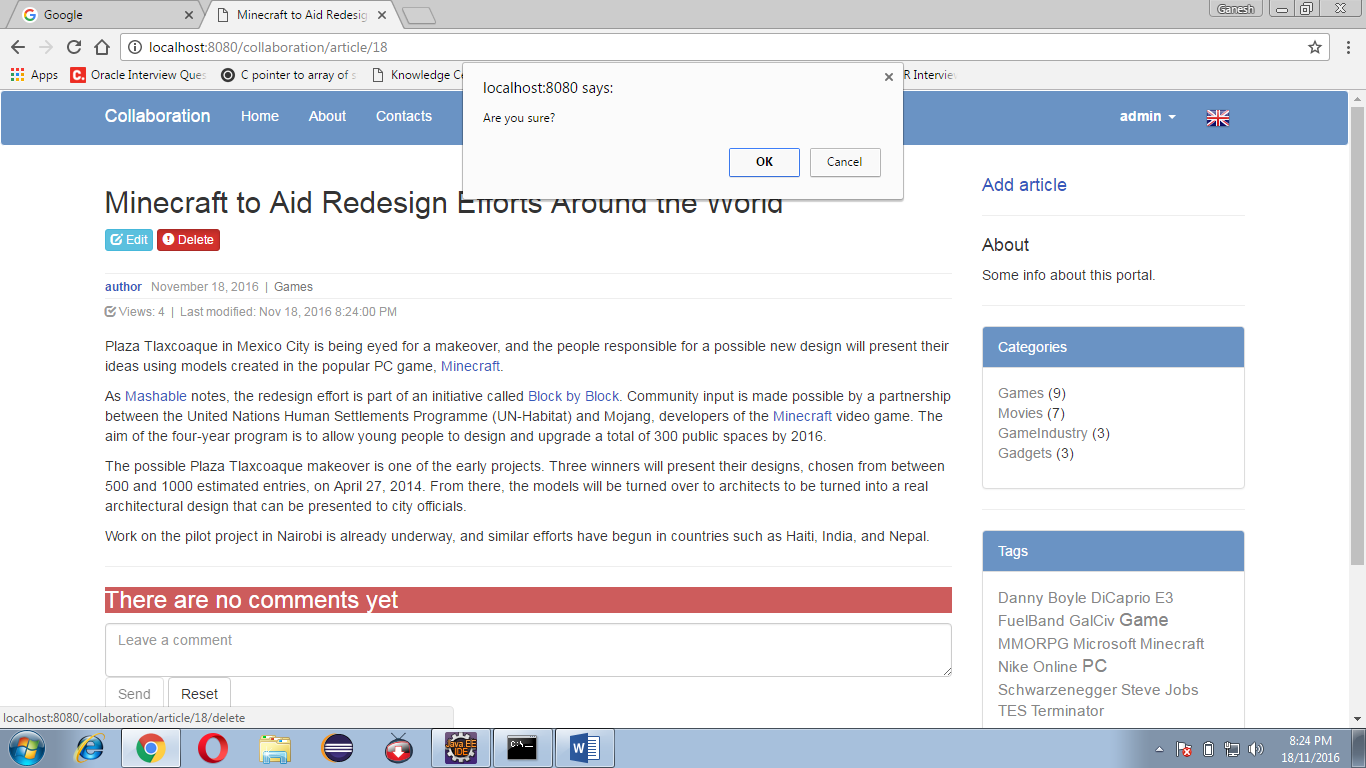 Google
Minecraft to Aid Redesig
Ganesh
localhost:8080/collaboration/article/18
Apps
Oracle Interview Ques
C pointer to array of s
Knowledge Ce
R Intervie
localhost:8080 says:
Are you sure?
OK
Cancel
Collaboration
Home
About
Contacts
admin
Minecraft to Aid Redesign Efforts Around the World
Edit
Delete
author November 18, 2016 | Games
Views: 4 | Last modified: Nov 18, 2016 8:24:00 PM
Plaza Tlaxcoaque in Mexico City is being eyed for a makeover, and the people responsible for a possible new design will present their
ideas using models created in the popular PC game, Minecraft.
As Mashable notes, the redesign effort is part of an initiative called Block by Block. Community input is made possible by a partnership
between the United Nations Human Settlements Programme (UN-Habitat) and Mojang, developers of the Minecraft video game. The
aim of the four-year program is to allow young people to design and upgrade a total of 300 public spaces by 2016.
The possible Plaza Tlaxcoaque makeover is one of the early projects. Three winners will present their designs, chosen from between
500 and 1000 estimated entries, on April 27, 2014. From there, the models will be turned over to architects to be turned into a real
architectural design that can be presented to city officials.
Work on the pilot project in Nairobi is already underway, and similar efforts have begun in countries such as Haiti, India, and Nepal.
There are no comments yet
Leave a comment
Send
Reset
Add article
About
Some info about this portal.
Categories
Games (9)
Movies (7)
GameIndustry (3)
Gadgets (3)
Tags
Danny Boyle DiCaprio E3
FuelBand GalCiv Game
MMORPG Microsoft Minecraft
Nike Online PC
Schwarzenegger Steve Jobs
TES Terminator
localhost:8080/collaboration/article/18/delete
Java EE
IDE
C:\
W
8:24 PM
18/11/2016